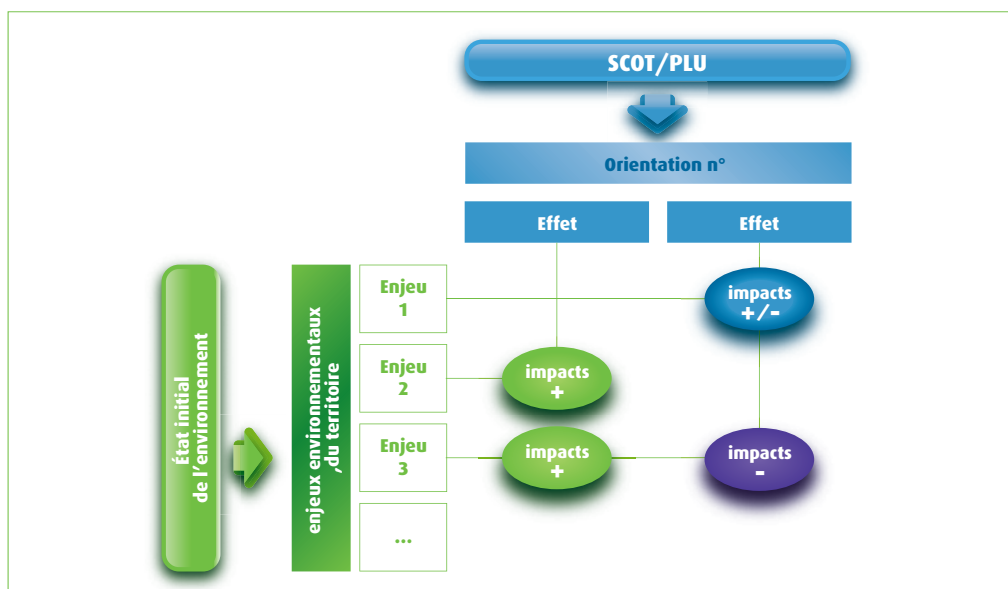 SCOT/PLU
Orientation n°
Effet
Effet
État initial
de l'environnement
enjeux environnementaux
,du territoire
Enjeu
1
impacts
+/-
Enjeu
2
impacts
+
Enjeu
3
impacts
+
impacts
-
...